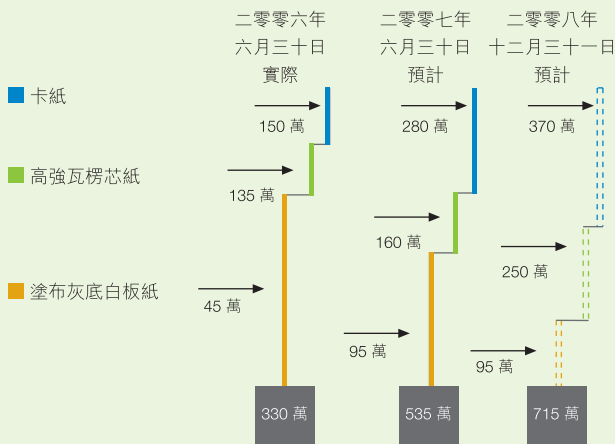 二零零六年
六月三十日
實際
二零零七年
六月三十日
預計
二零零八年
十二月三十一日
預計
卡紙
150 萬
280 萬
370 萬
高強瓦楞芯紙
135 萬
160 萬
250 萬
塗布灰底白板紙
45 萬
95 萬
95 萬
330 萬
535 萬
715 萬